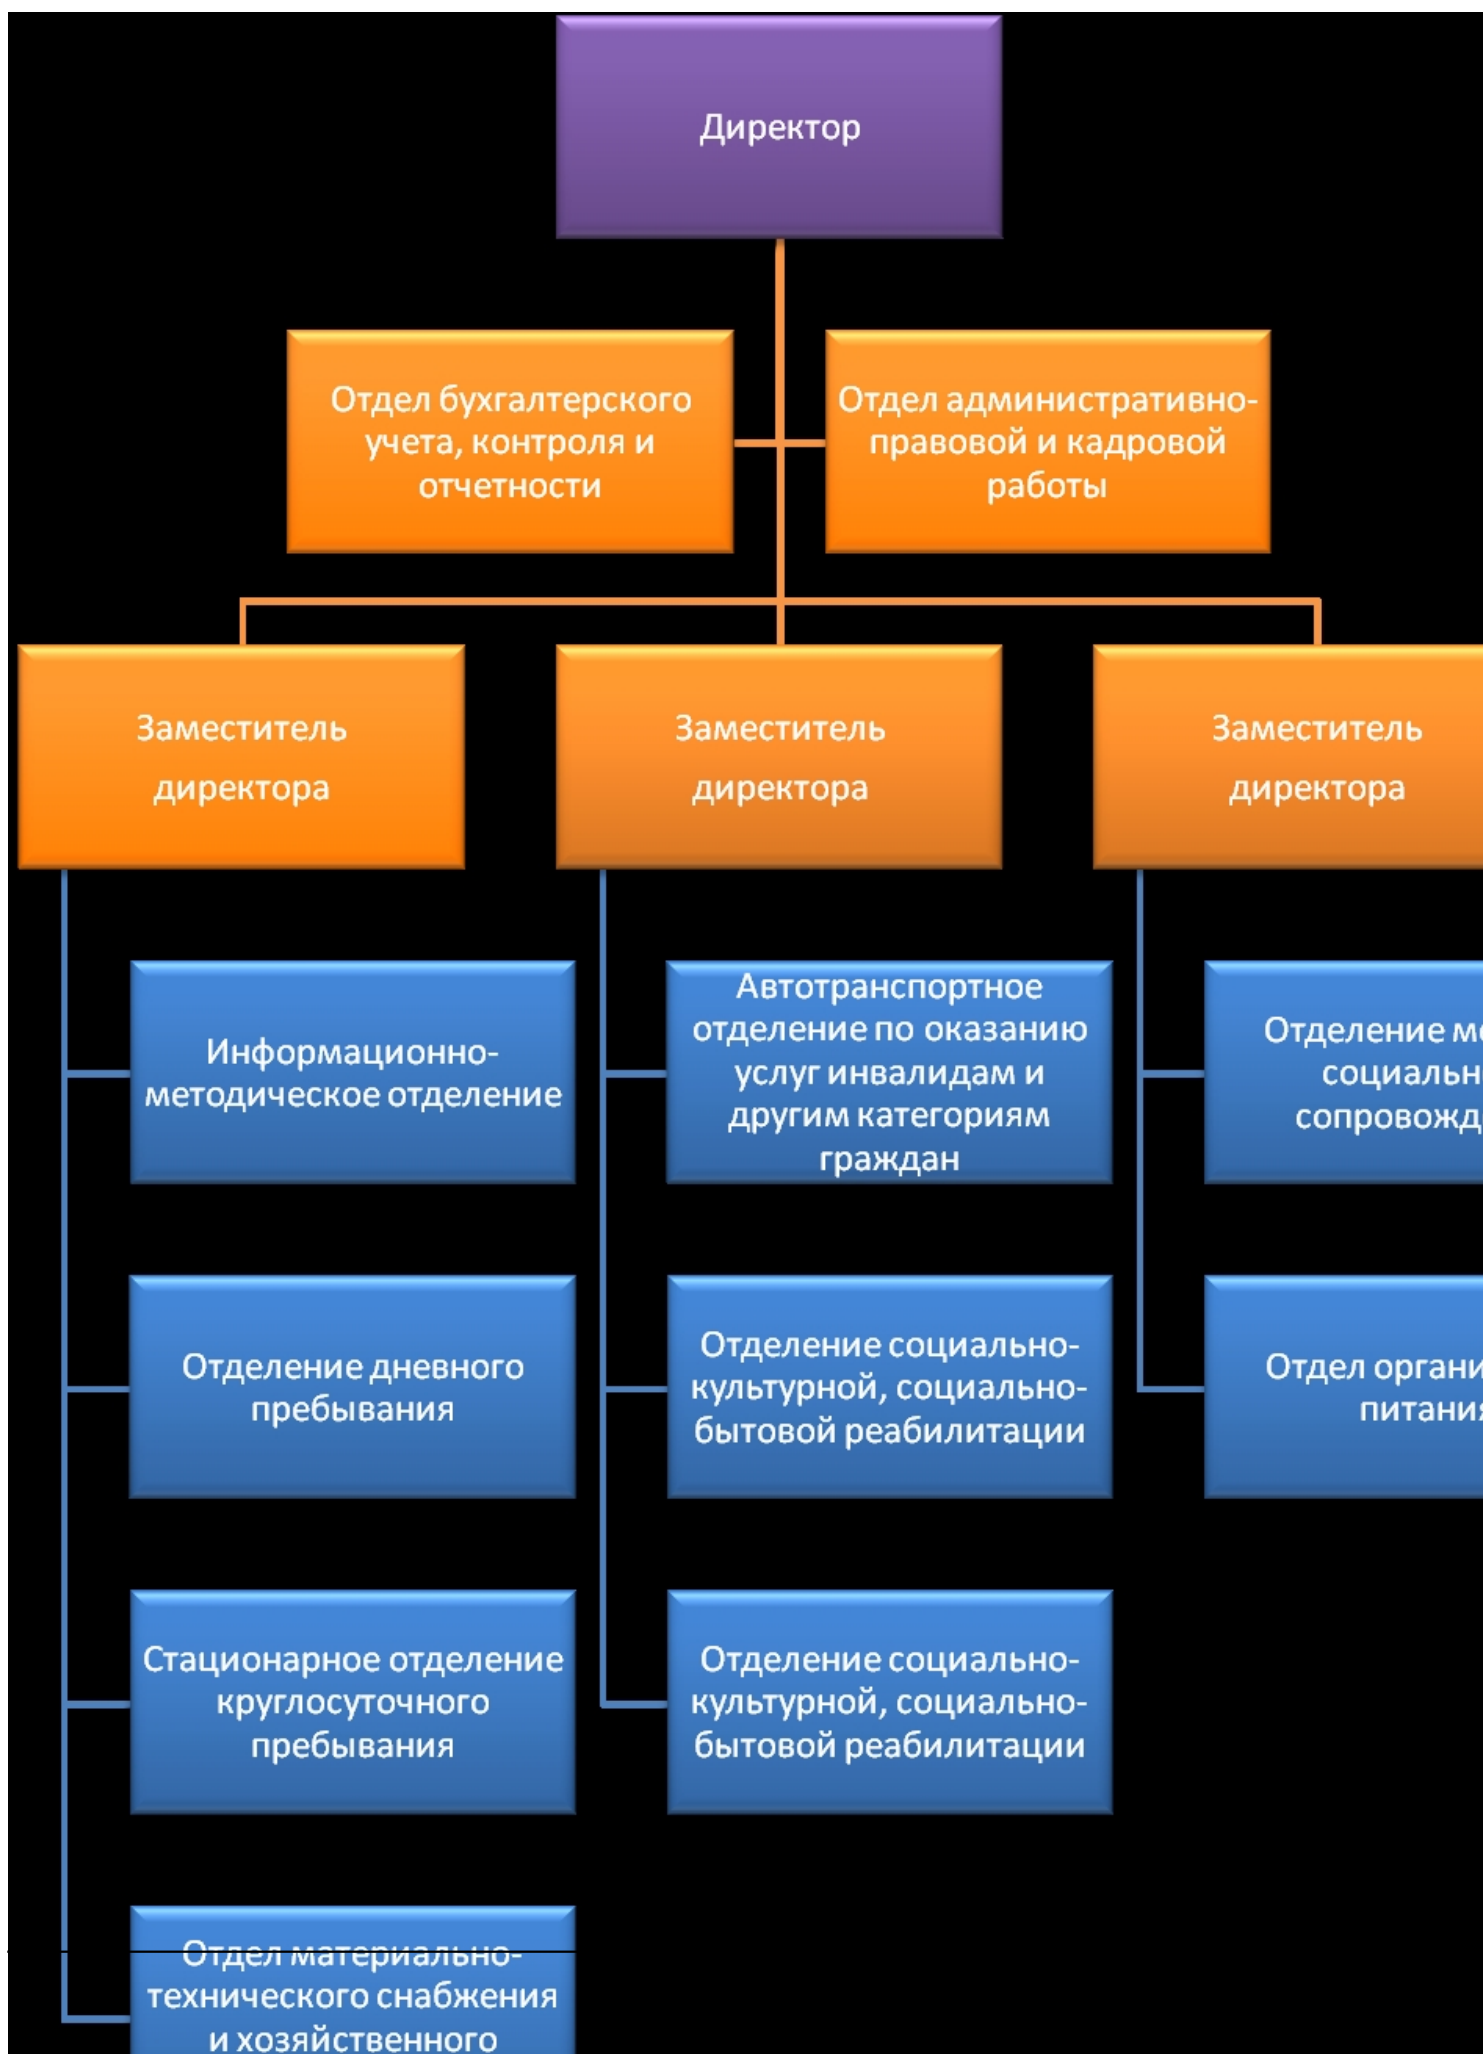 Директор
Отдел бухгалтерского
учета, контроля и
отчетности
Отдел административно-
правовой и кадровой
работы
Заместитель
директора
Заместитель
директора
Заместитель
директора
Информационно-
методическое отделение
Автотранспортное
отделение по оказанию
услуг инвалидам и
другим категориям
граждан
Отделение
Отделение дневного
пребывания
Отделение социально-
культурной, социально-
бытовой реабилитации
Отдел
Стационарное отделение
круглосуточного
пребывания
Отделение социально-
культурной, социально-
бытовой реабилитации
Отдел материально-
технического снабжения
и хозяйственного